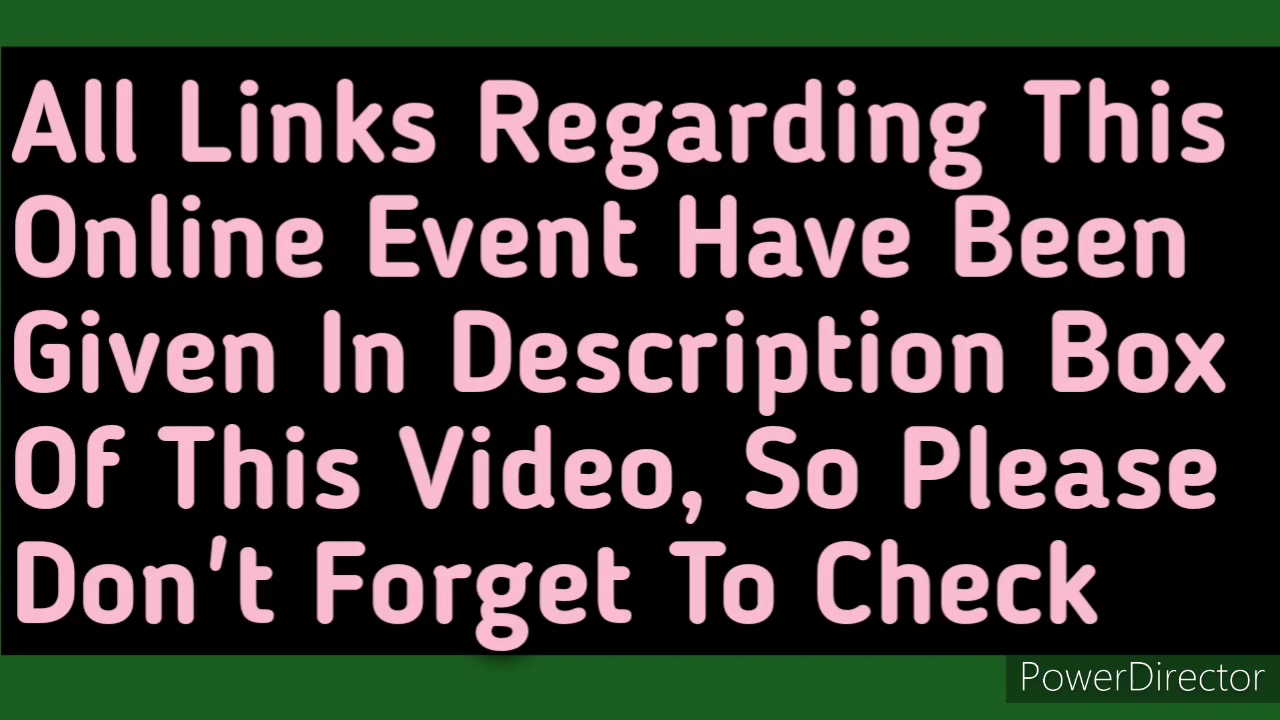 All Links Regarding This
Online Event Have Been
Given In Description Box
Of This Video, So Please
Don't Forget To Check
PowerDirector